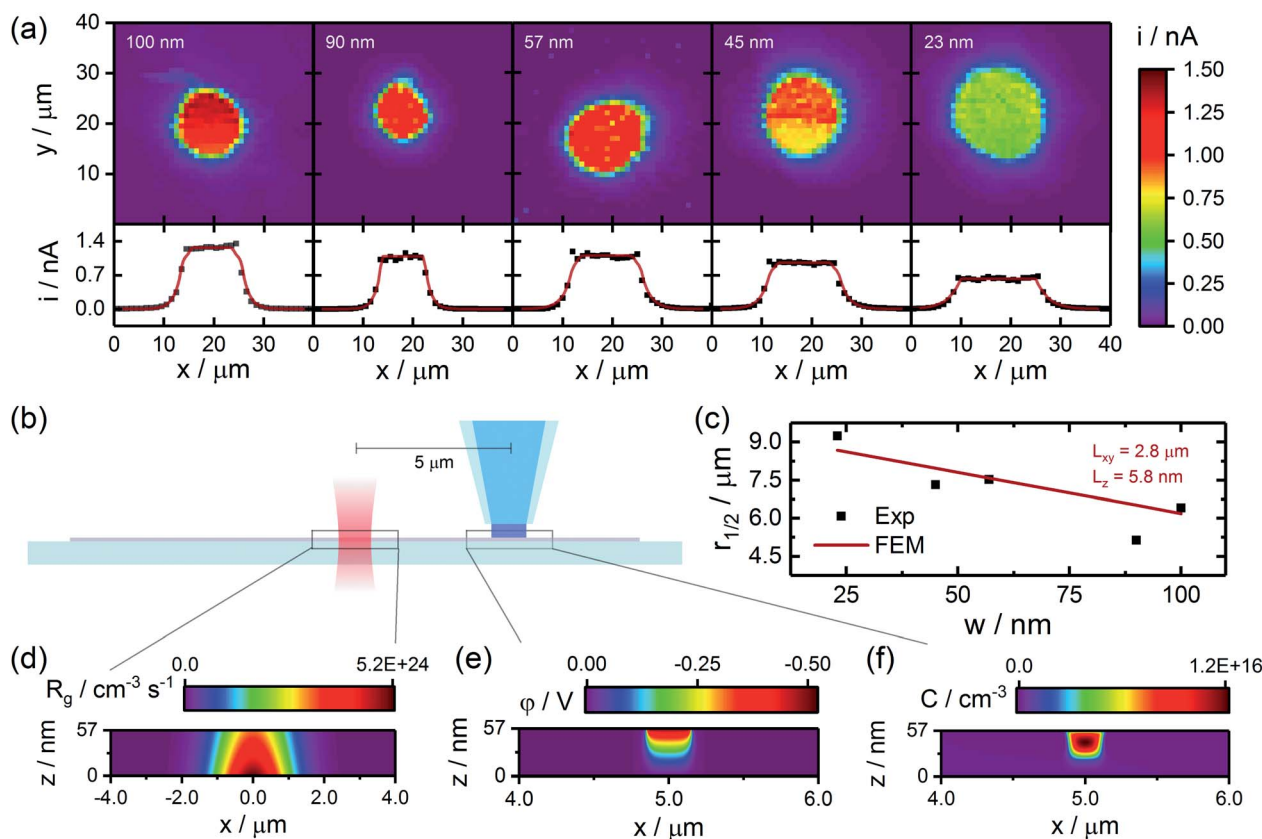 (a)
40
30
20
10
y / μm
100 nm
90 nm
57 nm
45 nm
23 nm
i / nA
1.50
1.25
1.00
0.75
0.50
0.25
0.00
1.4
0.7
0.0
i / nA
0 10 20 30 0 10 20 30 0 10 20 30 0 10 20 30 0 10 20 30 40
x / μm x / μm x / μm x / μm x / μm
(b)
5 μm
(c)
9.0
7.5
6.0
4.5
r1/2 / μm
Lxy = 2.8 μm
Lz = 5.8 nm
Exp
FEM
25 50 75 100
w / nm
(d)
0.0 5.2E+24
Rg / cm-3 s-1
57
0
z / nm
-4.0 -2.0 0.0 2.0 4.0
x / μm
(e)
0.00 -0.25 -0.50
φ / V
57
0
z / nm
4.0 5.0 6.0
x / μm
(f)
0.0 1.2E+16
C / cm-3
57
0
z / nm
4.0 5.0 6.0
x / μm